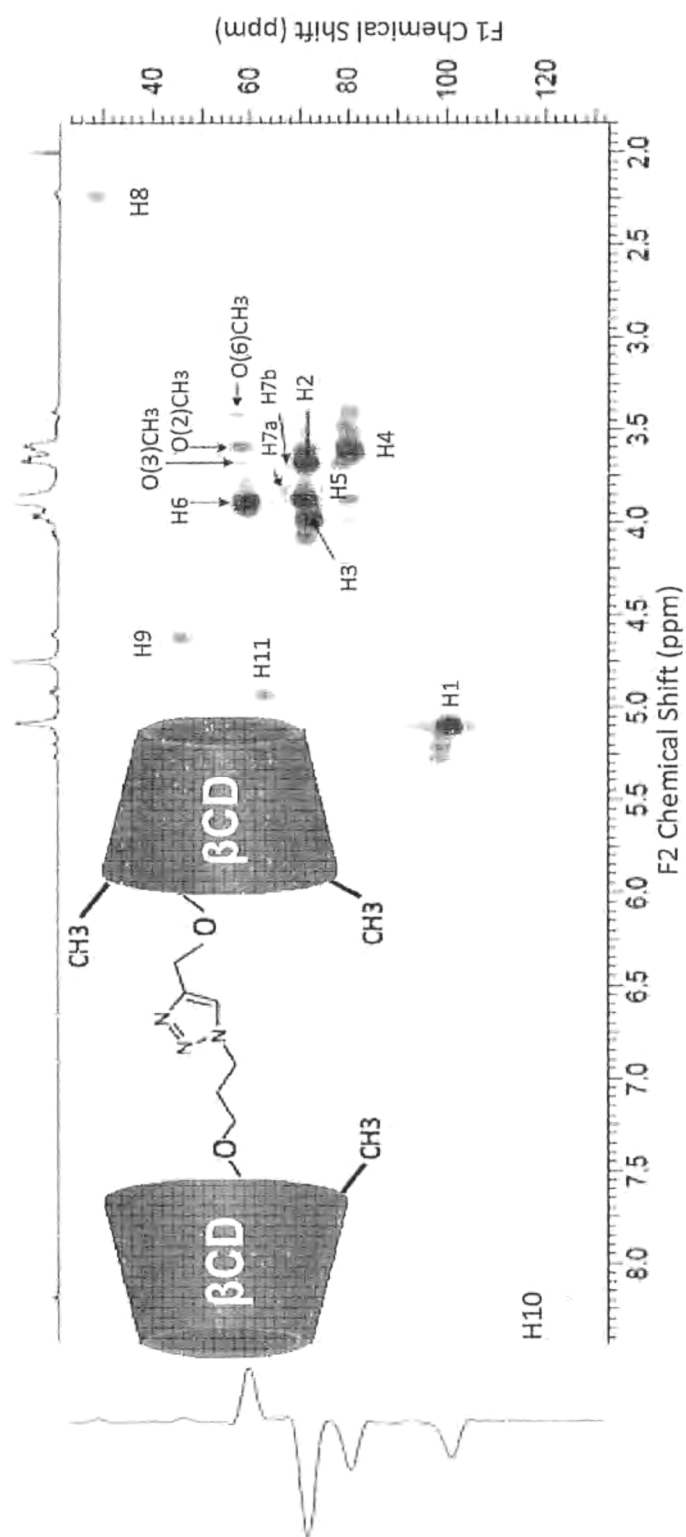 F1 Chemical Shift (ppm)
40
60
80
100
120
H8
O(6)CH3
O(2)CH3
O(3)CH3
H7b
H7a
H2
H6
H5
H4
H3
H9
H11
H1
H10
CH3
βCD
CH3
O
N
N
N
O
CH3
βCD
8.0
7.5
7.0
6.5
6.0
5.5
5.0
4.5
4.0
3.5
3.0
2.5
2.0
F2 Chemical Shift (ppm)